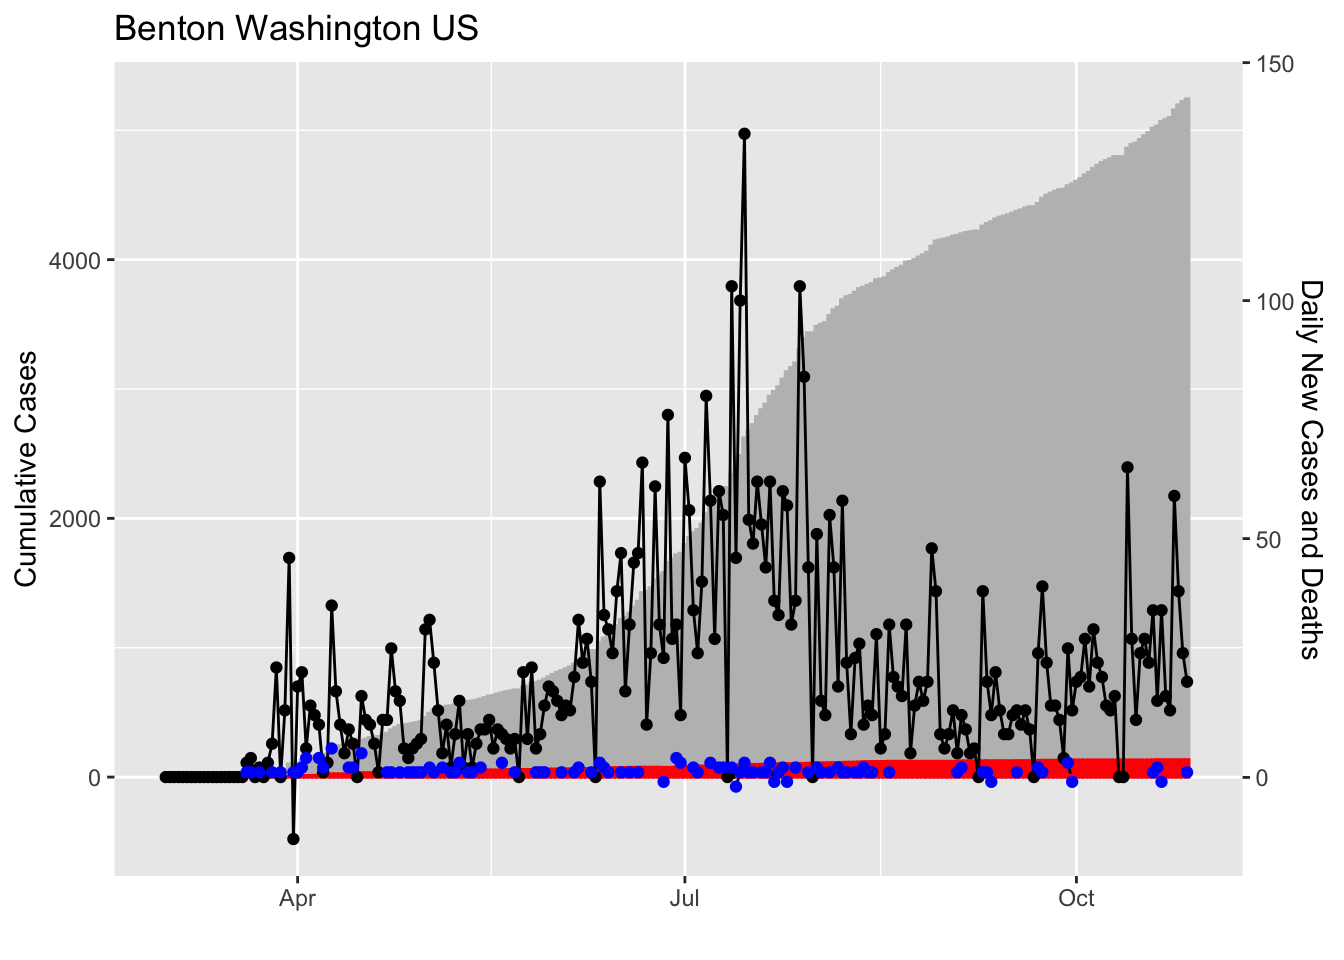 Benton Washington US
Cumulative Cases
4000
2000
0
150
100
50
0
Daily New Cases and Deaths
Apr
Jul
Oct